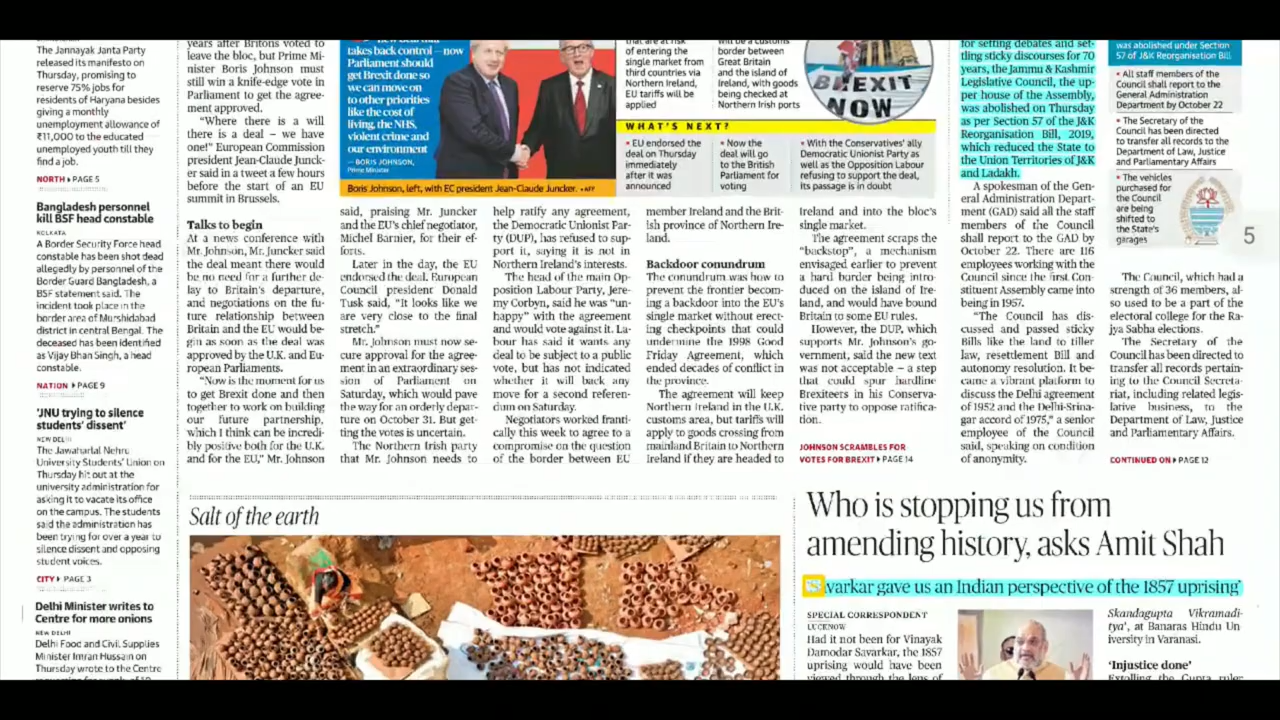 The Jannayak Janta Party
released its manifesto on
Thursday, promising to
reserve 75% jobs for
residents of Haryana besides
giving a monthly
unemployment allowance of
₹11,000 to the educated
unemployed youth till they
find a job.
NORTH PAGE 5
Bangladesh personnel
kill BSF head constable
KOLKATA
A Border Security Force head
constable has been shot dead
allegedly by personnel of the
Border Guard Bangladesh, a
BSF statement said. The
incident took place in the
border area of Murshidabad
district in central Bengal. The
deceased has been identified
as Vijay Bhan Singh, a head
constable.
NATION PAGE 9
'JNU trying to silence
students' dissent'
NEW DELHI
The Jawaharlal Nehru
University Students' Union on
Thursday hit out at the
university administration for
asking it to vacate its office
on the campus. The students
said the administration has
been trying for over a year to
silence dissent and opposing
student voices.
CITY PAGE 3
Delhi Minister writes to
Centre for more onions
NEW DELHI
Delhi Food and Civil Supplies
Minister Imran Hussain on
Thursday wrote to the Centre
years after Britons voted to
leave the bloc, but Prime Mi-
nister Boris Johnson must
still win a knife-edge vote in
Parliament to get the agree-
ment approved.
"Where there is a will
there is a deal – we have
one!" European Commission
president Jean-Claude Junck-
er said in a tweet a few hours
before the start of an EU
summit in Brussels.
Talks to begin
At a news conference with
Mr. Johnson, Mr. Juncker said
the deal meant there would
be no need for a further de-
lay to Britain's departure,
and negotiations on the fu-
ture relationship between
Britain and the EU would be-
gin as soon as the deal was
approved by the U.K. and Eu-
ropean Parliaments.
"Now is the moment for us
to get Brexit done and then
together to work on building
our future partnership,
which I think can be incredi-
bly positive both for the U.K.
and for the EU," Mr. Johnson
takes back control – now
Parliament should
get Brexit done so
we can move on
to other priorities
like the cost of
living, the NHS,
violent crime and
our environment
— BORIS JOHNSON,
Prime Minister
Boris Johnson, left, with EC president Jean-Claude Juncker. • AFP
that are at risk
of entering the
single market from
third countries via
Northern Ireland,
EU tariffs will be
applied
will be a customs
border between
Great Britain
and the island of
Ireland, with goods
being checked at
Northern Irish ports
BREXIT
NOW
WHAT'S NEXT?
• EU endorsed the
deal on Thursday
immediately
after it was
announced
• Now the
deal will go
to the British
Parliament for
voting
• With the Conservatives' ally
Democratic Unionist Party as
well as the Opposition Labour
refusing to support the deal,
its passage is in doubt
said, praising Mr. Juncker
and the EU's chief negotiator,
Michel Barnier, for their ef-
forts.
Later in the day, the EU
endorsed the deal. European
Council president Donald
Tusk said, "It looks like we
are very close to the final
stretch."
Mr. Johnson must now se-
cure approval for the agree-
ment in an extraordinary ses-
sion of Parliament on
Saturday, which would pave
the way for an orderly depar-
ture on October 31. But get-
ting the votes is uncertain.
The Northern Irish party
that Mr. Johnson needs to
help ratify any agreement,
the Democratic Unionist Par-
ty (DUP), has refused to sup-
port it, saying it is not in
Northern Ireland's interests.
The head of the main Op-
position Labour Party, Jere-
my Corbyn, said he was "un-
happy" with the agreement
and would vote against it. La-
bour has said it wants any
deal to be subject to a public
vote, but has not indicated
whether it will back any
move for a second referen-
dum on Saturday.
Negotiators worked franti-
cally this week to agree to a
compromise on the question
of the border between EU
member Ireland and the Brit-
ish province of Northern Ire-
land.
Backdoor conundrum
The conundrum was how to
prevent the frontier becom-
ing a backdoor into the EU's
single market without erect-
ing checkpoints that could
undermine the 1998 Good
Friday Agreement, which
ended decades of conflict in
the province.
The agreement will keep
Northern Ireland in the U.K.
customs area, but tariffs will
apply to goods crossing from
mainland Britain to Northern
Ireland if they are headed to
Ireland and into the bloc's
single market.
The agreement scraps the
"backstop", a mechanism
envisaged earlier to prevent
a hard border being intro-
duced on the island of Ire-
land, and would have bound
Britain to some EU rules.
However, the DUP, which
supports Mr. Johnson's go-
vernment, said the new text
was not acceptable – a step
that could spur hardline
Brexiteers in his Conserva-
tive party to oppose ratifica-
tion.
JOHNSON SCRAMBLES FOR
VOTES FOR BREXIT PAGE 14
for setting debates and set-
tling sticky discourses for 70
years, the Jammu & Kashmir
Legislative Council, the up-
per house of the Assembly,
was abolished on Thursday
as per Section 57 of the J&K
Reorganisation Bill, 2019,
which reduced the State to
the Union Territories of J&K
and Ladakh.
A spokesman of the Gen-
eral Administration Depart-
ment (GAD) said all the staff
members of the Council
shall report to the GAD by
October 22. There are 116
employees working with the
Council since the first Con-
stituent Assembly came into
being in 1957.
"The Council has dis-
cussed and passed sticky
Bills like the land to tiller
law, resettlement Bill and
autonomy resolution. It be-
came a vibrant platform to
discuss the Delhi agreement
of 1952 and the Delhi-Srina-
gar accord of 1975," a senior
employee of the Council
said, speaking on condition
of anonymity.
was abolished under Section
57 of J&K Reorganisation Bill
• All staff members of the
Council shall report to the
General Administration
Department by October 22
• The Secretary of the
Council has been directed
to transfer all records to the
Department of Law, Justice
and Parliamentary Affairs
• The vehicles
purchased for
the Council
are being
shifted to
the State's
garages
5
The Council, which had a
strength of 36 members, al-
so used to be a part of the
electoral college for the Ra-
jya Sabha elections.
The Secretary of the
Council has been directed to
transfer all records pertain-
ing to the Council Secreta-
riat, including related legis-
lative business, to the
Department of Law, Justice
and Parliamentary Affairs.
CONTINUED ON PAGE 12
Salt of the earth
Who is stopping us from
amending history, asks Amit Shah
'Savarkar gave us an Indian perspective of the 1857 uprising'
SPECIAL CORRESPONDENT
LUCKNOW
Had it not been for Vinayak
Damodar Savarkar, the 1857
uprising would have been
viewed through the lens of
Skandagupta Vikramadi-
tya', at Banaras Hindu Un-
iversity in Varanasi.
'Injustice done'
Extolling the Gupta ruler